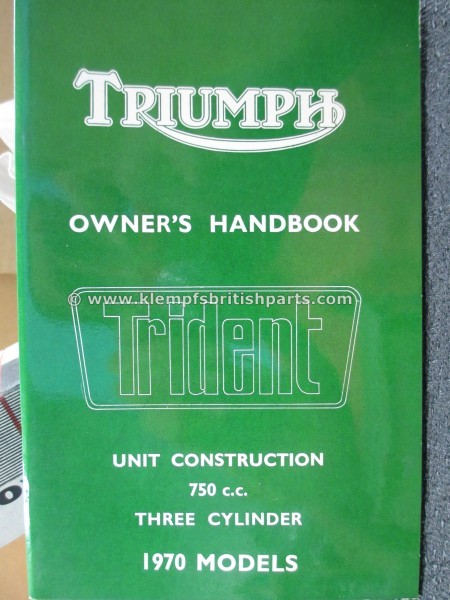 TRIUMPH
OWNER'S HANDBOOK
© www.klempfsbritishparts.com
Trident
UNIT CONSTRUCTION
750 c.c.
THREE CYLINDER
1970 MODELS